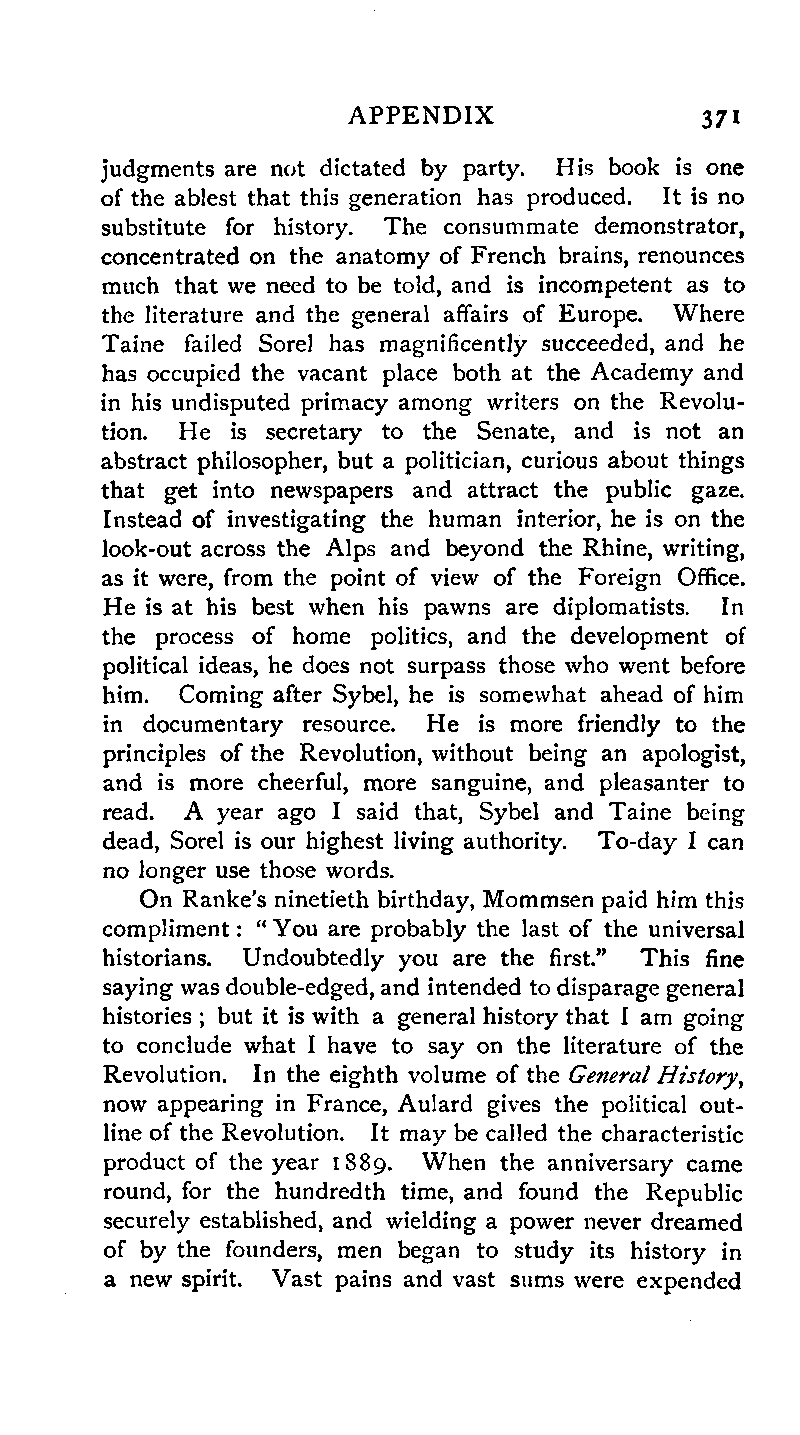 APPENDIX 371
judgments are not dictated by party. His book is one
of the ablest that this generation has produced. It is no
substitute for history. The consummate demonstrator,
concentrated on the anatomy of French brains, renounces
much that we need to be told, and is incompetent as to
the literature and the general affairs of Europe. Where
Taine failed Sorel has magnificently succeeded, and he
has occupied the vacant place both at the Academy and
in his undisputed primacy among writers on the Revolu-
tion. He is secretary to the Senate, and is not an
abstract philosopher, but a politician, curious about things
that get into newspapers and attract the public gaze.
Instead of investigating the human interior, he is on the
look-out across the Alps and beyond the Rhine, writing,
as it were, from the point of view of the Foreign Office.
He is at his best when his pawns are diplomatists. In
the process of home politics, and the development of
political ideas, he does not surpass those who went before
him. Coming after Sybel, he is somewhat ahead of him
in documentary resource. He is more friendly to the
principles of the Revolution, without being an apologist,
and is more cheerful, more sanguine, and pleasanter to
read. A year ago I said that, Sybel and Taine being
dead, Sorel is our highest living authority. To-day I can
no longer use those words.
On Ranke's ninetieth birthday, Mommsen paid him this
compliment : “ You are probably the last of the universal
historians. Undoubtedly you are the first.” This fine
saying was double-edged, and intended to disparage general
histories ; but it is with a general history that I am going
to conclude what I have to say on the literature of the
Revolution. In the eighth volume of the General History,
now appearing in France, Aulard gives the political out-
line of the Revolution. It may be called the characteristic
product of the year 1889. When the anniversary came
round, for the hundredth time, and found the Republic
securely established, and wielding a power never dreamed
of by the founders, men began to study its history in
a new spirit. Vast pains and vast sums were expended